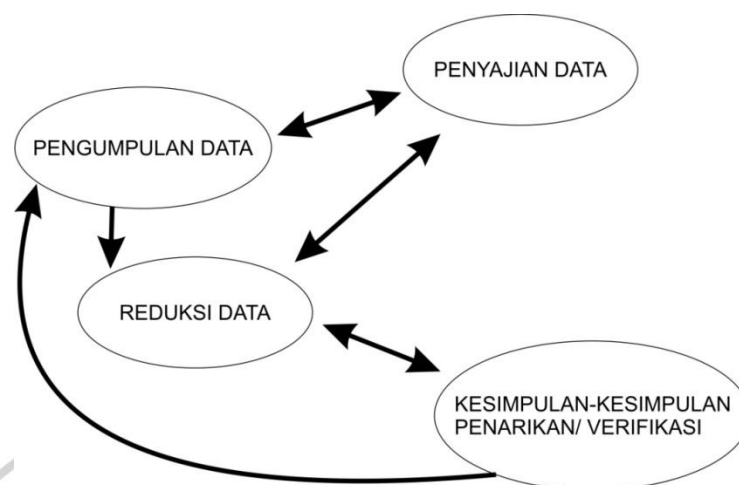 PENYAJIAN DATA
PENGUMPULAN DATA
REDUKSI DATA
KESIMPULAN-KESIMPULAN
PENARIKAN/ VERIFIKASI